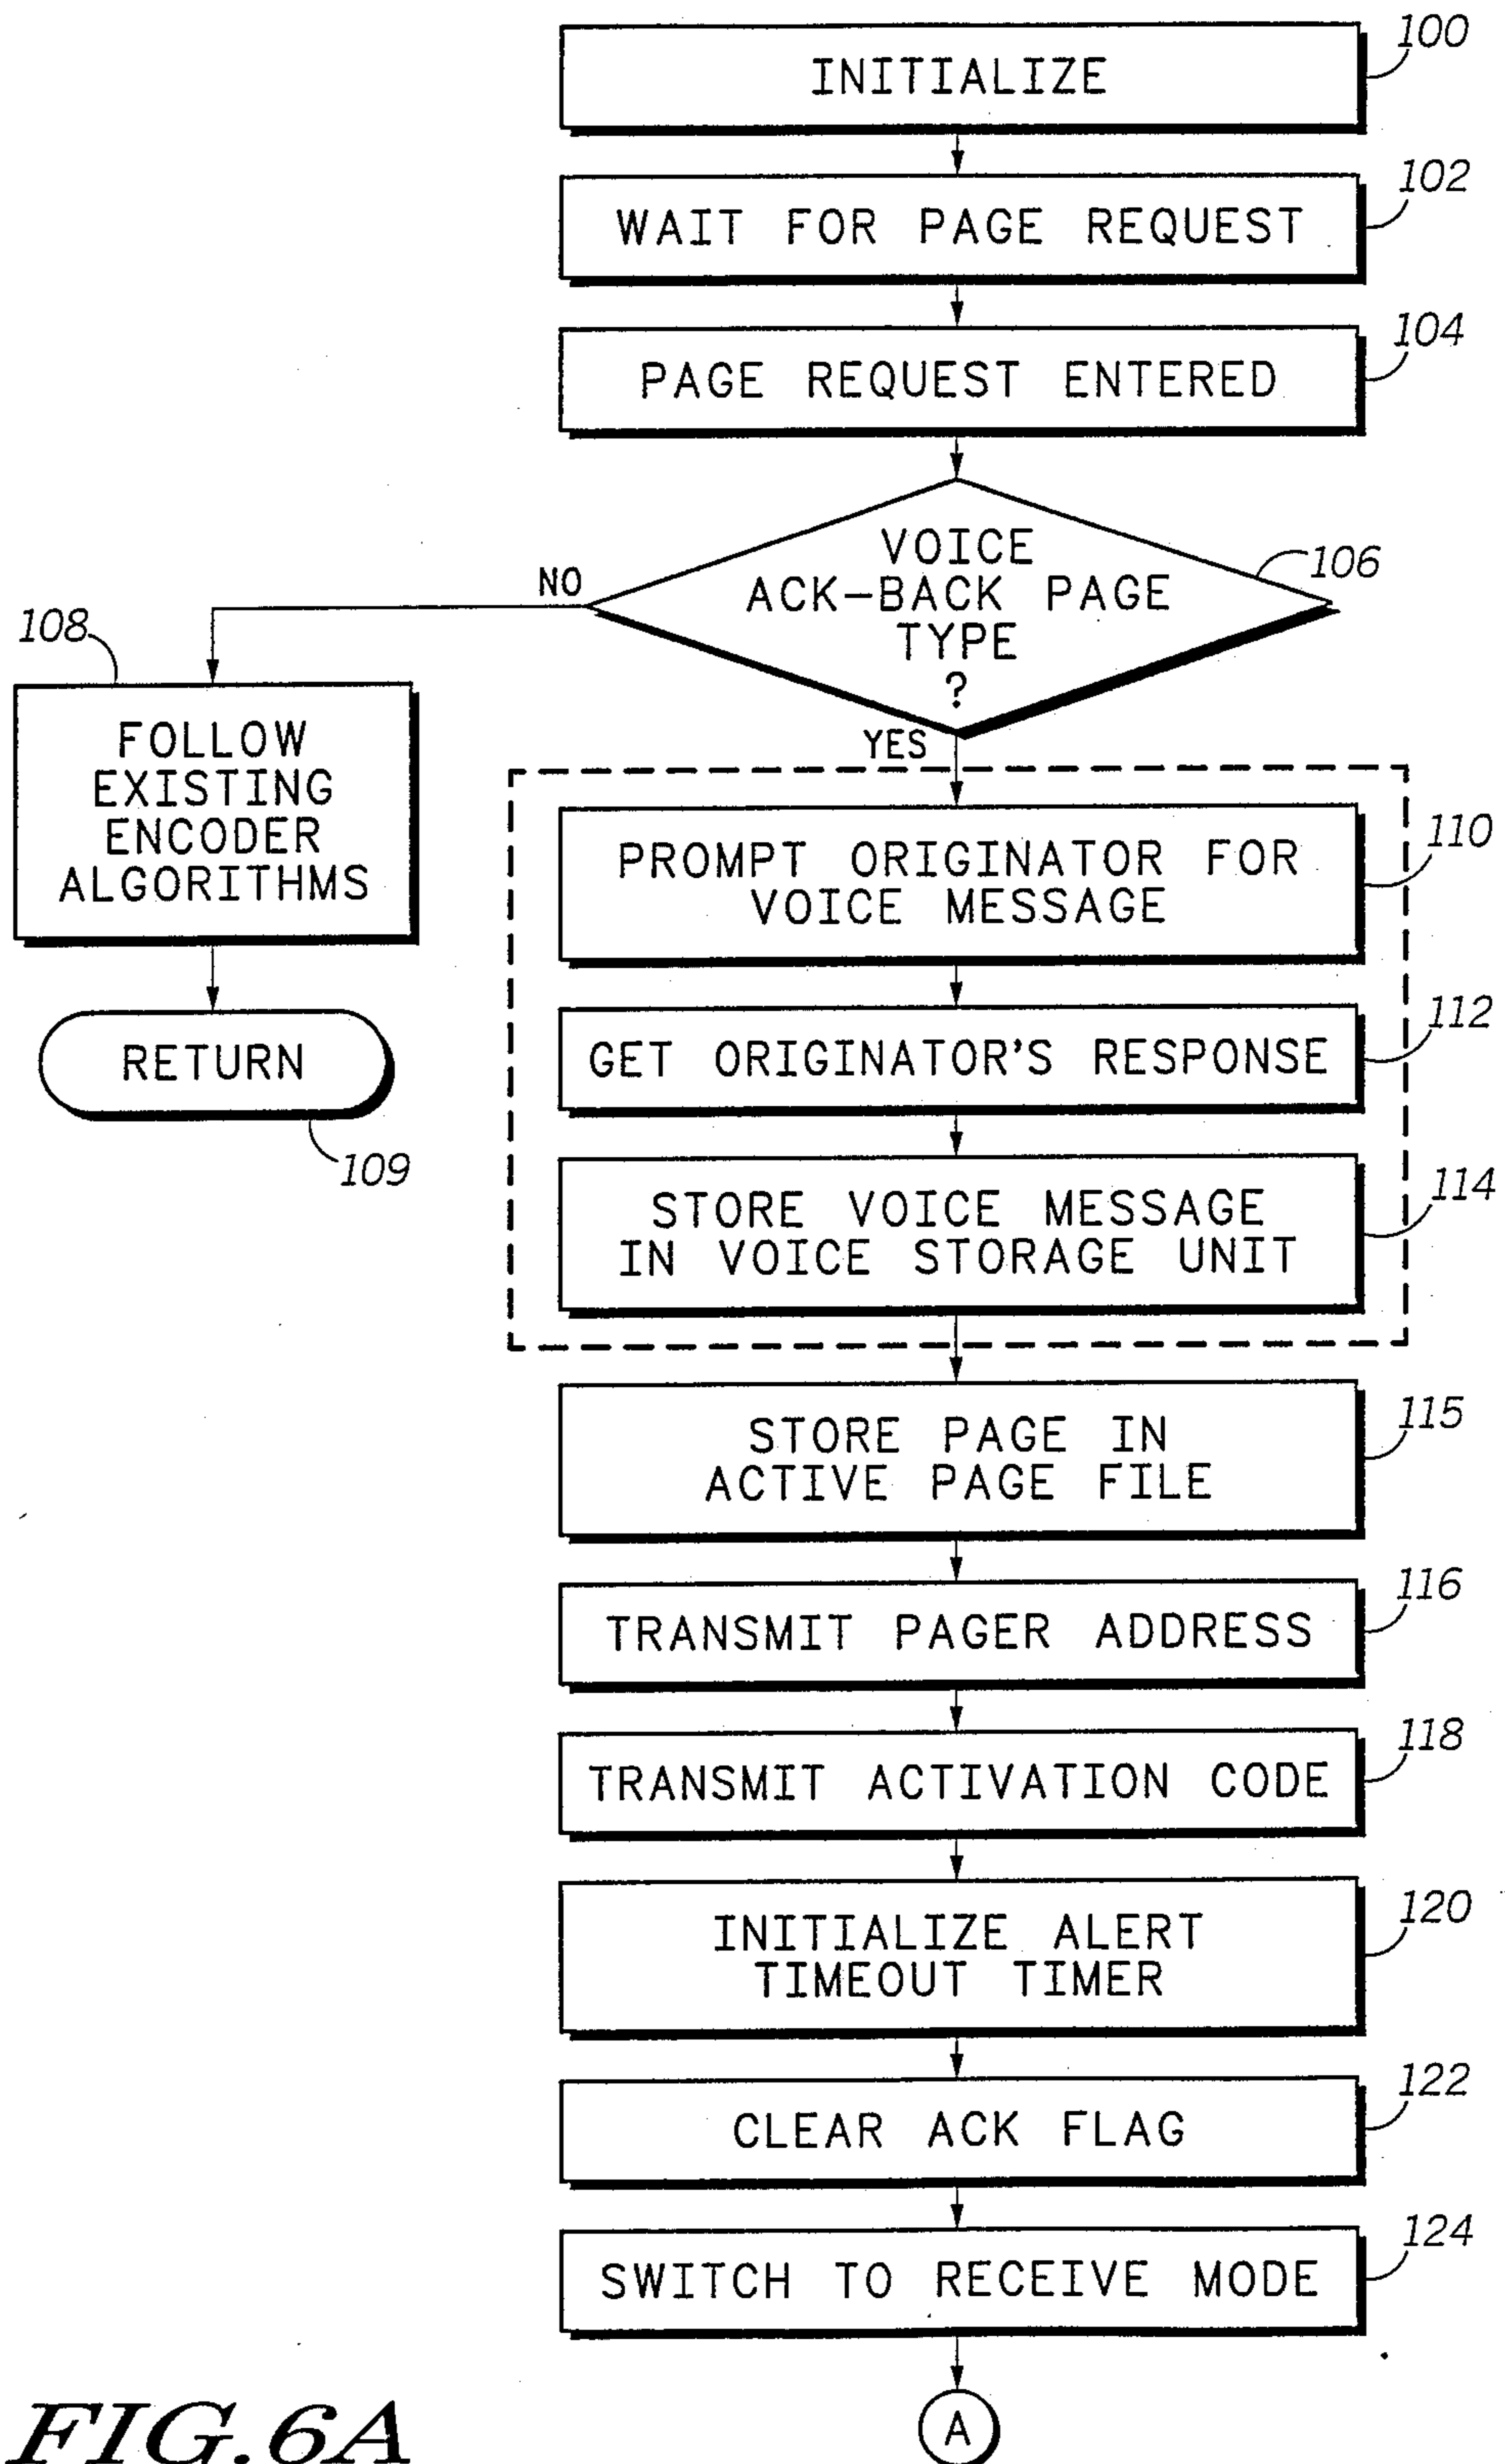 INITIALIZE
100
WAIT FOR PAGE REQUEST
102
PAGE REQUEST ENTERED
104
VOICE
ACK-BACK PAGE
TYPE
?
106
NO
YES
108
FOLLOW
EXISTING
ENCODER
ALGORITHMS
RETURN
109
PROMPT ORIGINATOR FOR
VOICE MESSAGE
110
GET ORIGINATOR'S RESPONSE
112
STORE VOICE MESSAGE
IN VOICE STORAGE UNIT
114
STORE PAGE IN
ACTIVE PAGE FILE
115
TRANSMIT PAGER ADDRESS
116
TRANSMIT ACTIVATION CODE
118
INITIALIZE ALERT
TIMEOUT TIMER
120
CLEAR ACK FLAG
122
SWITCH TO RECEIVE MODE
124
A
FIG.6A